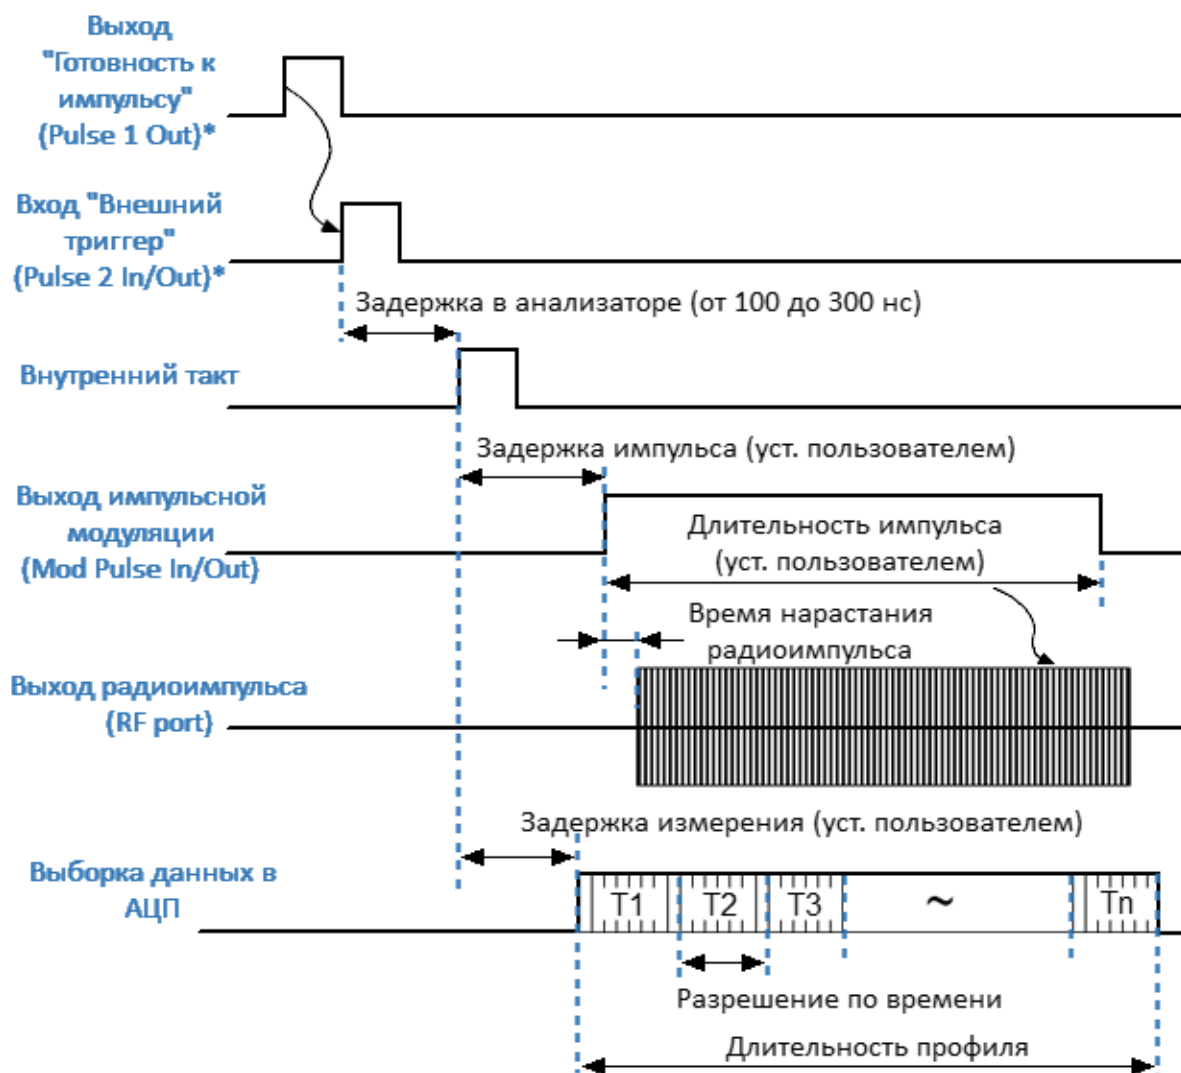 Выход
"Готовность к
импульсу"
(Pulse 1 Out)*
Вход "Внешний
триггер"
(Pulse 2 In/Out)*
Задержка в анализаторе (от 100 до 300 нс)
Внутренний такт
Задержка импульса (уст. пользователем)
Выход импульсной
модуляции
(Mod Pulse In/Out)
Длительность импульса
(уст. пользователем)
Время нарастания
радиоимпульса
Выход радиоимпульса
(RF port)
Задержка измерения (уст. пользователем)
Выборка данных в
АЦП
T1 T2 T3 ~ Tn
Разрешение по времени
Длительность профиля